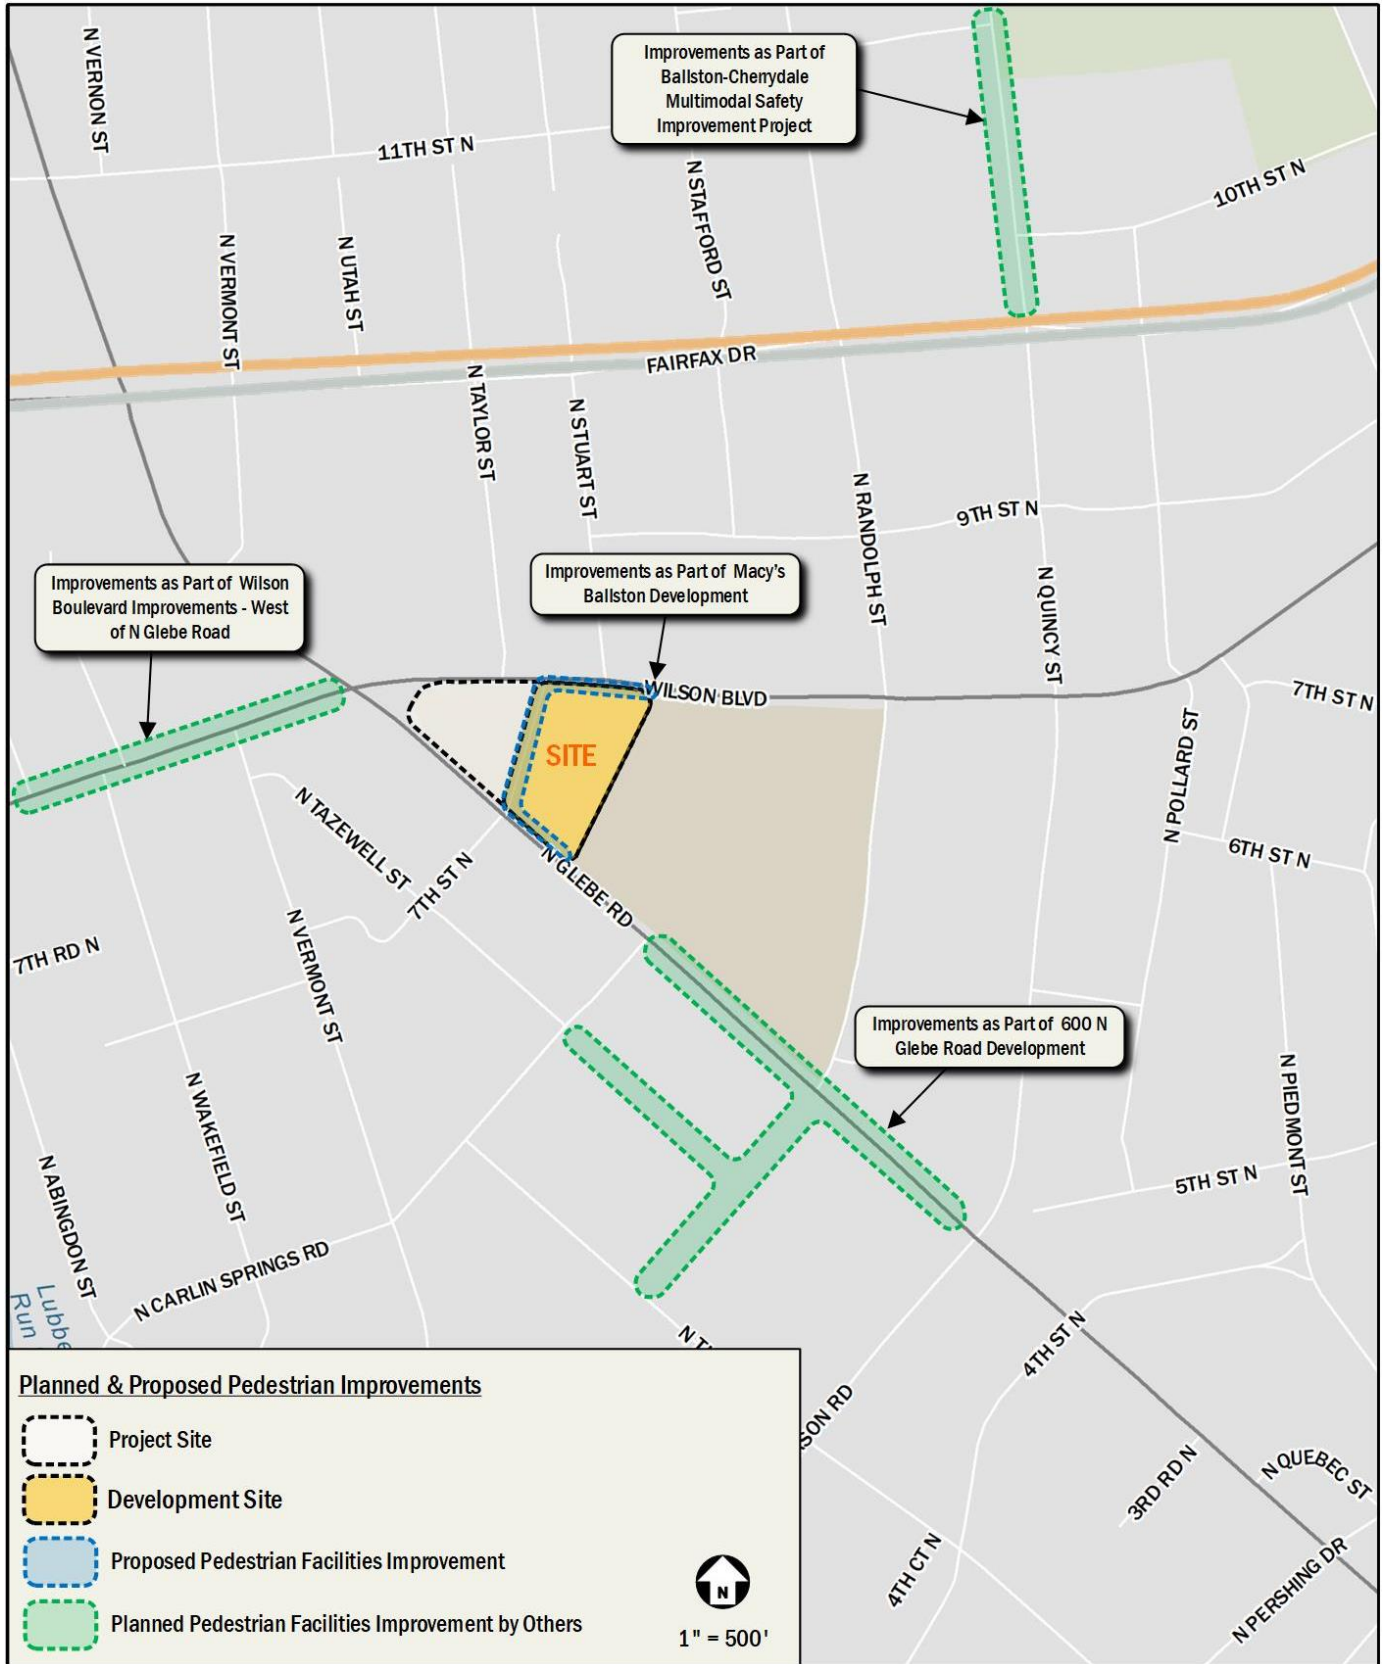 N VERNON ST
Improvements as Part of
Ballston-Cherrydale
Multimodal Safety
Improvement Project
11TH ST N
N STAFFORD ST
10TH ST N
N VERMONT ST
N UTAH ST
FAIRFAX DR
N TAYLOR ST
N STUART ST
N RANDOLPH ST
9TH ST N
Improvements as Part of Wilson
Boulevard Improvements - West
of N Glebe Road
Improvements as Part of Macy's
Ballston Development
N QUINCY ST
WILSON BLVD
7TH ST N
SITE
N POLLARD ST
N TAZEWELL ST
7TH ST N
N GLEBE RD
6TH ST N
7TH RD N
N VERMONT ST
Improvements as Part of 600 N
Glebe Road Development
N WAKEFIELD ST
N PIEDMONT ST
N ABINGDON ST
5TH ST N
N CARLIN SPRINGS RD
Run
4TH ST N
SON RD
3RD RD N
N QUEBEC ST
4TH CT N
N PERSHING DR
Planned & Proposed Pedestrian Improvements
Project Site
Development Site
Proposed Pedestrian Facilities Improvement
Planned Pedestrian Facilities Improvement by Others
N
1" = 500'